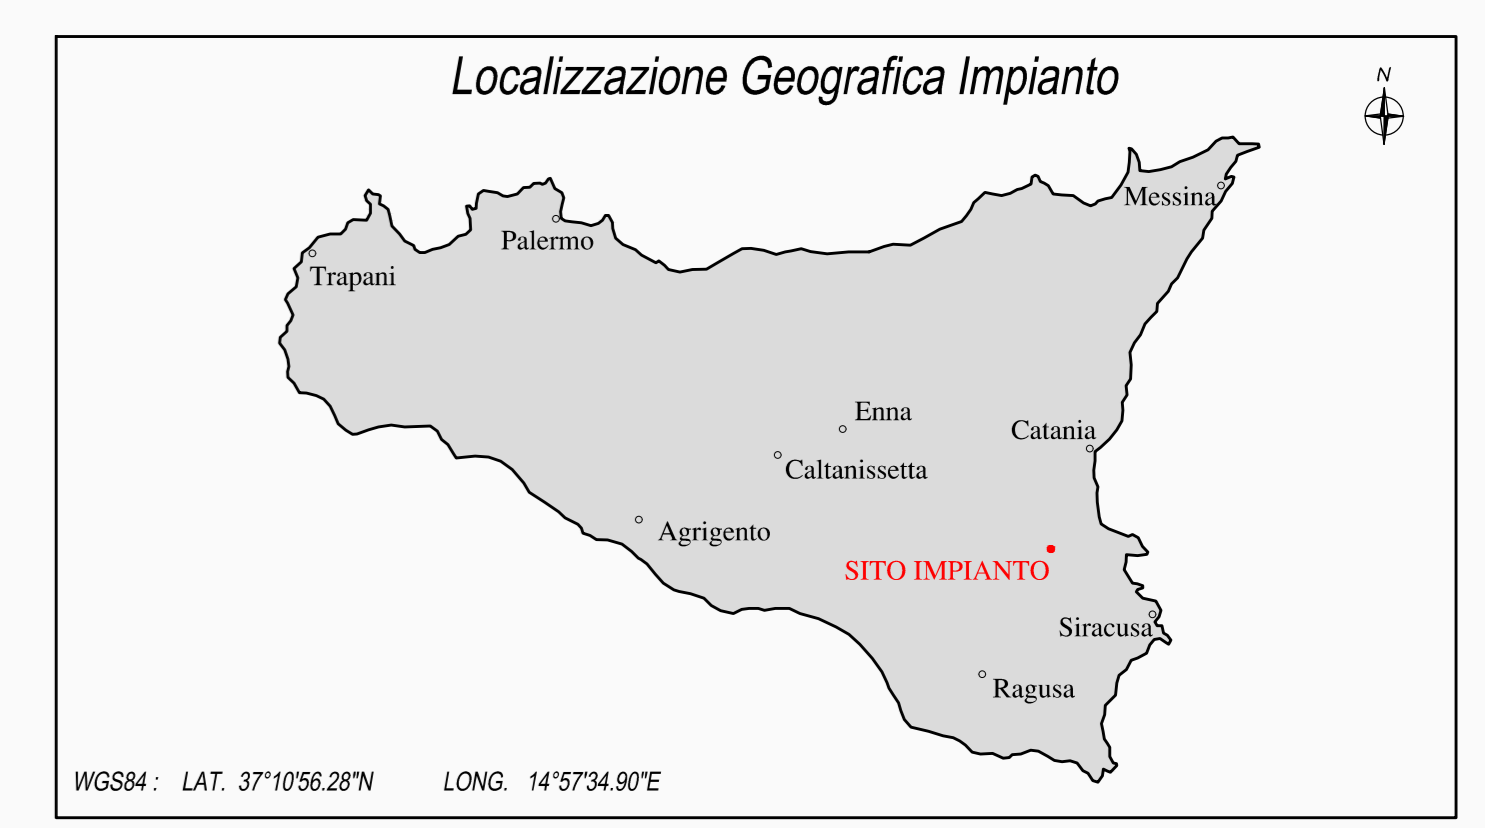 Localizzazione Geografica Impianto
N
Messina
Palermo
Trapani
Enna
Catania
Caltanissetta
Agrigento
SITO IMPIANTO
Siracusa
Ragusa
WGS84 : LAT. 37°10'56.28"N LONG. 14°57'34.90"E